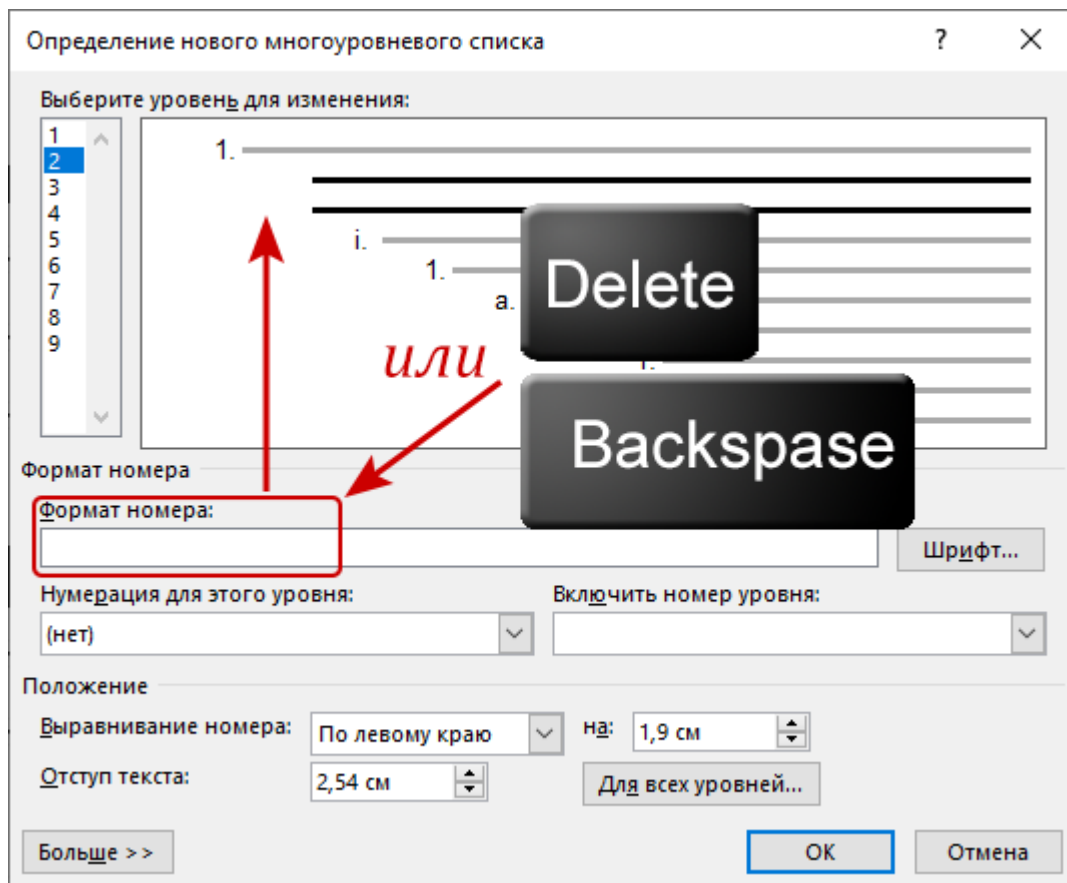 Определение нового многоуровневого списка ? ×
Выберите уровень для изменения:
1
2
3
4
5
6
7
8
9
1.
i.
1.
a.
Delete
или
Backspase
Формат номера
Формат номера:
Шрифт...
Нумерация для этого уровня: Включить номер уровня:
(нет)
Положение
Выравнивание номера: По левому краю на: 1,9 см
Отступ текста: 2,54 см Для всех уровней...
Больше >> ОК Отмена